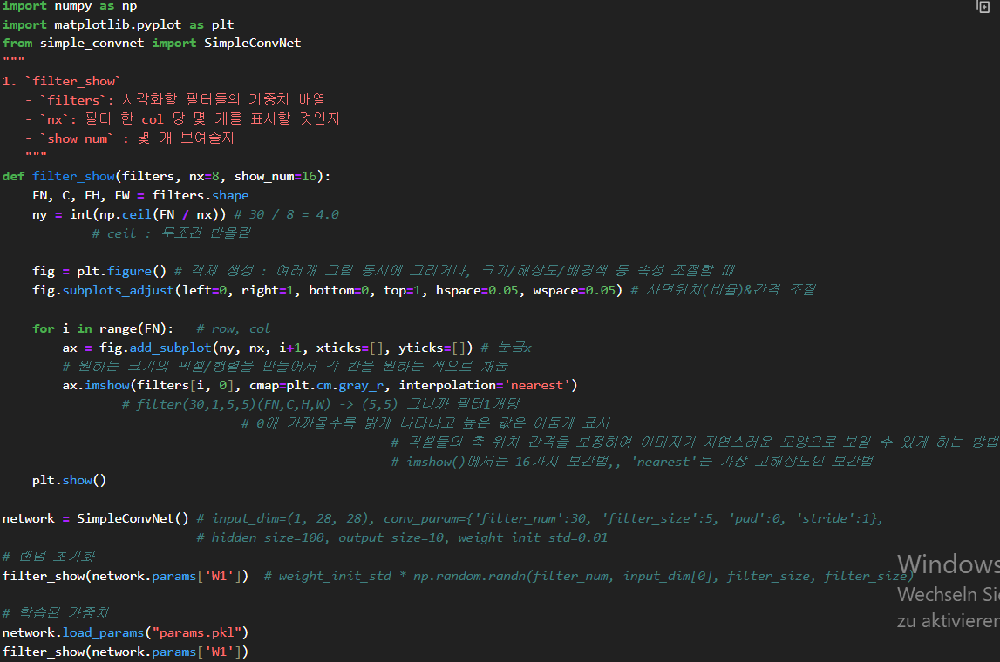 import numpy as np
import matplotlib.pyplot as plt
from simple_convnet import SimpleConvNet
"""
1. `filter_show`
- `filters`: 시각화할 필터들의 가중치 배열
- `nx`: 필터 한 col 당 몇 개를 표시할 것인지
- `show_num` : 몇 개 보여줄지
"""
def filter_show(filters, nx=8, show_num=16):
FN, C, FH, FW = filters.shape
ny = int(np.ceil(FN / nx)) # 30 / 8 = 4.0
# ceil : 무조건 반올림
fig = plt.figure() # 객체 생성 : 여러개 그림 동시에 그리거나, 크기/해상도/배경색 등 속성 조절할 때
fig.subplots_adjust(left=0, right=1, bottom=0, top=1, hspace=0.05, wspace=0.05) # 사면위치(비율)&간격 조절
for i in range(FN): # row, col
ax = fig.add_subplot(ny, nx, i+1, xticks=[], yticks=[]) # 눈금x
# 원하는 크기의 픽셀/행렬을 만들어서 각 칸을 원하는 색으로 채움
ax.imshow(filters[i, 0], cmap=plt.cm.gray_r, interpolation='nearest')
# filter(30,1,5,5)(FN,C,H,W) -> (5,5) 그니까 필터1개당
# 0에 가까울수록 밝게 나타나고 높은 값은 어둡게 표시
# 픽셀들의 축 위치 간격을 보정하여 이미지가 자연스러운 모양으로 보일 수 있게 하는 방법
# imshow()에서는 16가지 보간법,, 'nearest'는 가장 고해상도인 보간법
plt.show()
network = SimpleConvNet() # input_dim=(1, 28, 28), conv_param={'filter_num':30, 'filter_size':5, 'pad':0, 'stride':1},
# hidden_size=100, output_size=10, weight_init_std=0.01
# 랜덤 초기화
filter_show(network.params['W1']) # weight_init_std * np.random.randn(filter_num, input_dim[0], filter_size, filter_size)
# 학습된 가중치
network.load_params("params.pkl")
filter_show(network.params['W1'])
Windows
Wechseln Si
zu aktivieren